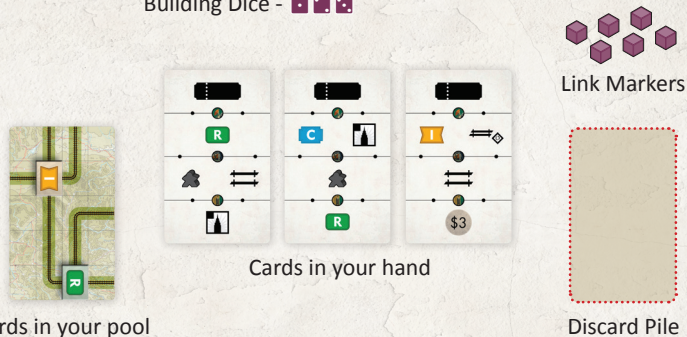 Building Dice -
Link Markers
R
C
I
I
R
R
$3
Cards in your hand
rds in your pool
Discard Pile